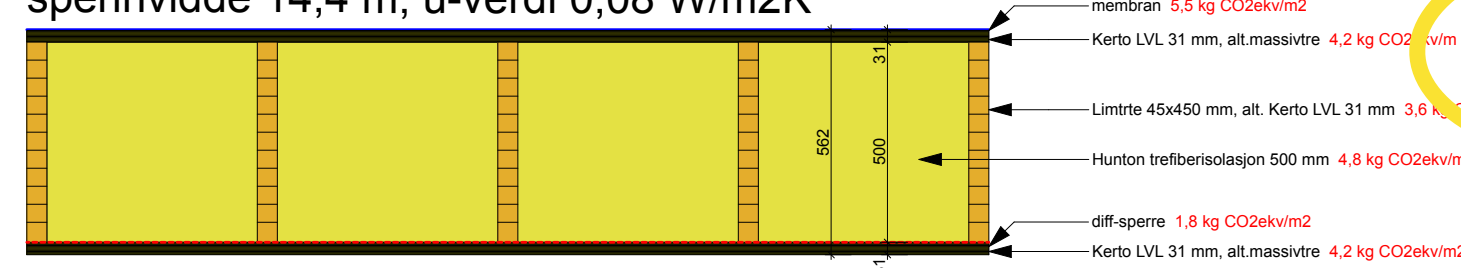 spennvidde 14,4 m, u-verdi 0,08 W/m2K
membran 5,5 kg CO2ekv/m2
Kerto LVL 31 mm, alt.massivtre 4,2 kg CO2ekv/m
31
Limtrte 45x450 mm, alt. Kerto LVL 31 mm 3,6 kg
562
500
Hunton trefiberisolasjon 500 mm 4,8 kg CO2ekv/m
diff-sperre 1,8 kg CO2ekv/m2
Kerto LVL 31 mm, alt.massivtre 4,2 kg CO2ekv/m2